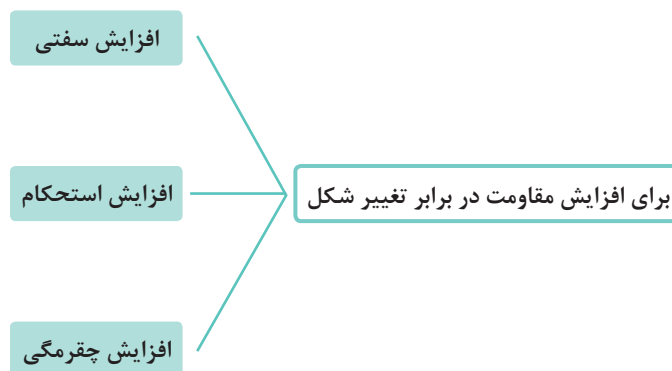 برای افزایش مقاومت در برابر تغییر شکل
افزایش سفتی
افزایش استحکام
افزایش چقرمگی